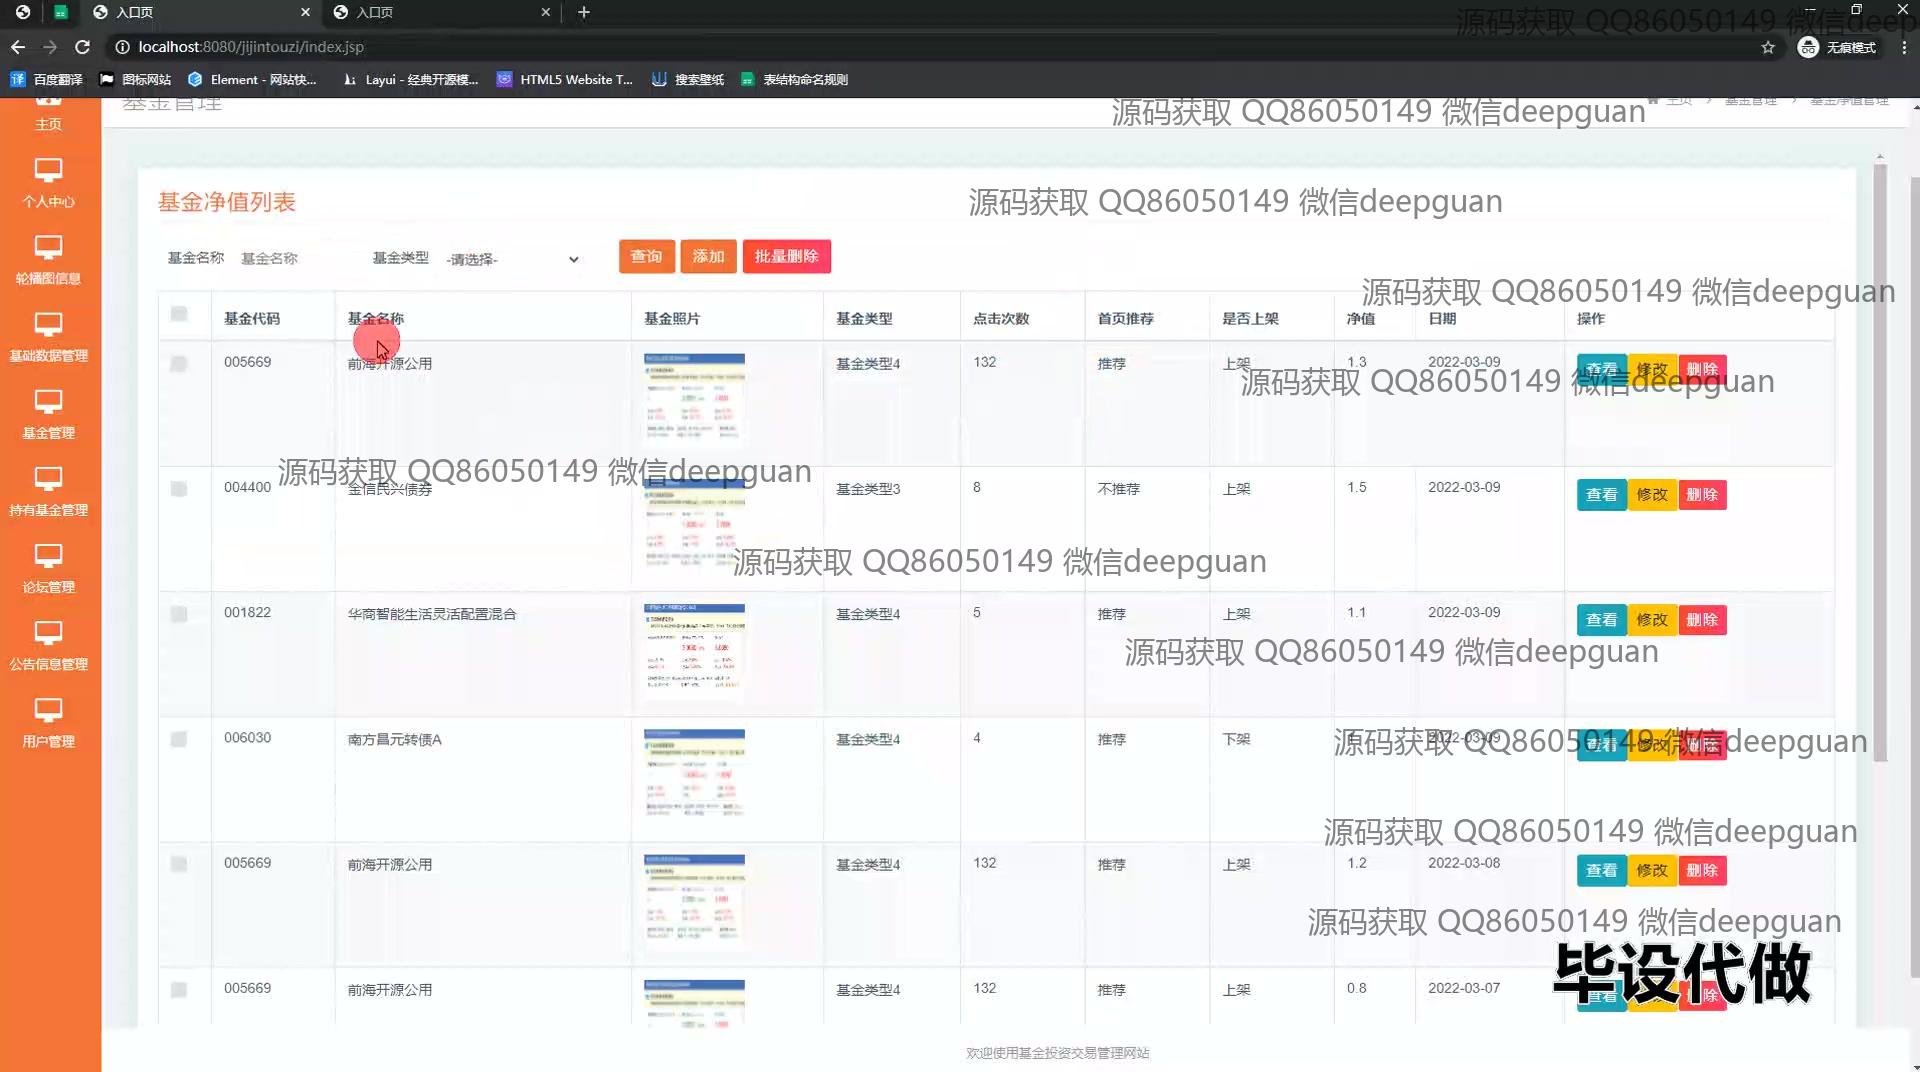 入口页
入口页
源码获取 QQ86050149 微信deep
localhost:8080/jijintouzi/index.jsp
无痕模式
百度翻译
图标网站
Element - 网站快...
Layui - 经典开源模...
HTML5 Website T...
搜索壁纸
表结构命名规则
基金管理
主页
基金管理
基金净值管理
源码获取 QQ86050149 微信deepguan
主页
个人中心
轮播图信息
基础数据管理
基金管理
持有基金管理
论坛管理
公告信息管理
用户管理
基金净值列表
源码获取 QQ86050149 微信deepguan
基金名称 基金名称 基金类型 -请选择- 查询 添加 批量删除
源码获取 QQ86050149 微信deepguan
基金代码 基金名称 基金照片 基金类型 点击次数 首页推荐 是否上架 净值 日期 操作
005669 前海开源公用 基金类型4 132 推荐 上架 1.3 2022-03-09 查看 修改 删除
源码获取 QQ86050149 微信deepguan
源码获取 QQ86050149 微信deepguan
004400 金信民兴债券 基金类型3 8 不推荐 上架 1.5 2022-03-09 查看 修改 删除
源码获取 QQ86050149 微信deepguan
001822 华商智能生活灵活配置混合 基金类型4 5 推荐 上架 1.1 2022-03-09 查看 修改 删除
源码获取 QQ86050149 微信deepguan
006030 南方昌元转债A 基金类型4 4 推荐 下架 2022-03-09 查看 修改 删除
源码获取 QQ86050149 微信deepguan
源码获取 QQ86050149 微信deepguan
005669 前海开源公用 基金类型4 132 推荐 上架 1.2 2022-03-08 查看 修改 删除
源码获取 QQ86050149 微信deepguan
毕设代做
005669 前海开源公用 基金类型4 132 推荐 上架 0.8 2022-03-07 查看
欢迎使用基金投资交易管理网站